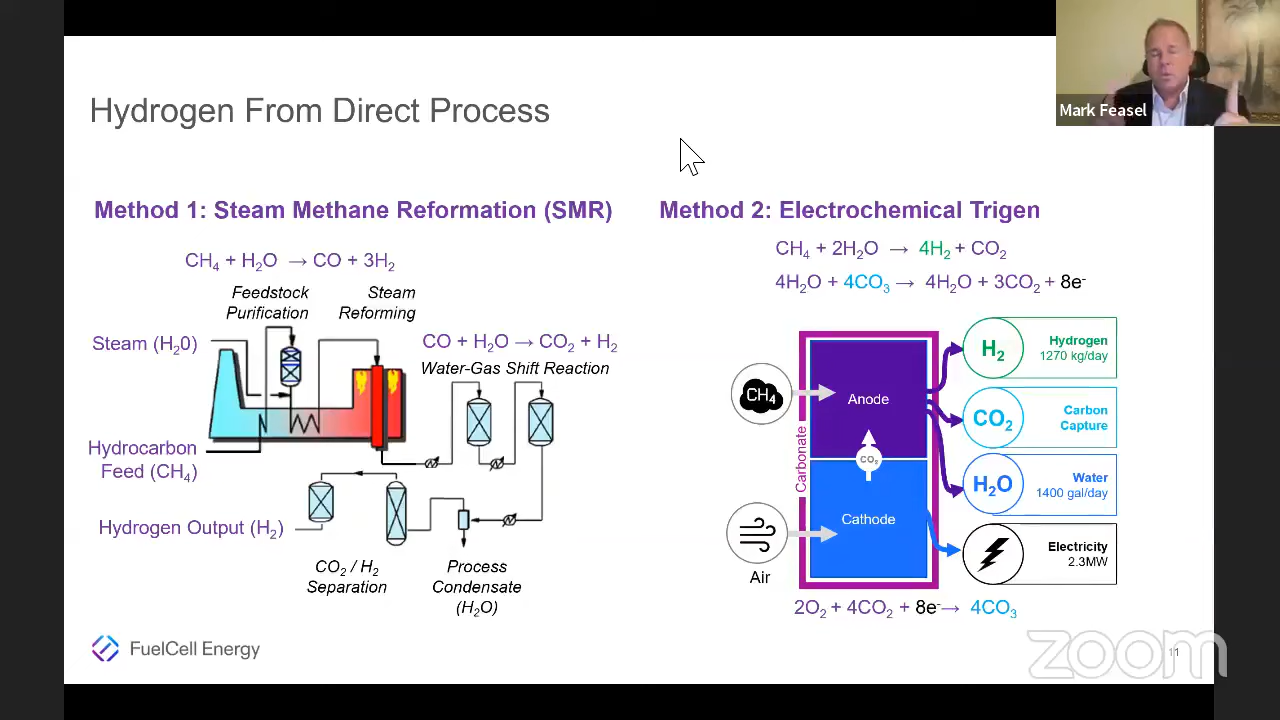 Mark Feasel
Hydrogen From Direct Process
Method 1: Steam Methane Reformation (SMR)
CH₄ + H₂O → CO + 3H₂
Feedstock
Purification
Steam
Reforming
Steam (H₂0)
CO + H₂O → CO₂ + H₂
Water-Gas Shift Reaction
Hydrocarbon
Feed (CH₄)
Hydrogen Output (H₂)
CO₂ / H₂
Separation
Process
Condensate
(H₂O)
Method 2: Electrochemical Trigen
CH₄ + 2H₂O → 4H₂ + CO₂
4H₂O + 4CO₃ → 4H₂O + 3CO₂ + 8e⁻
CH₄
Anode
Carbonate
CO₂
Cathode
Air
H₂
Hydrogen
1270 kg/day
CO₂
Carbon
Capture
H₂O
Water
1400 gal/day
Electricity
2.3MW
2O₂ + 4CO₂ + 8e⁻→ 4CO₃
FuelCell Energy
11
zoom